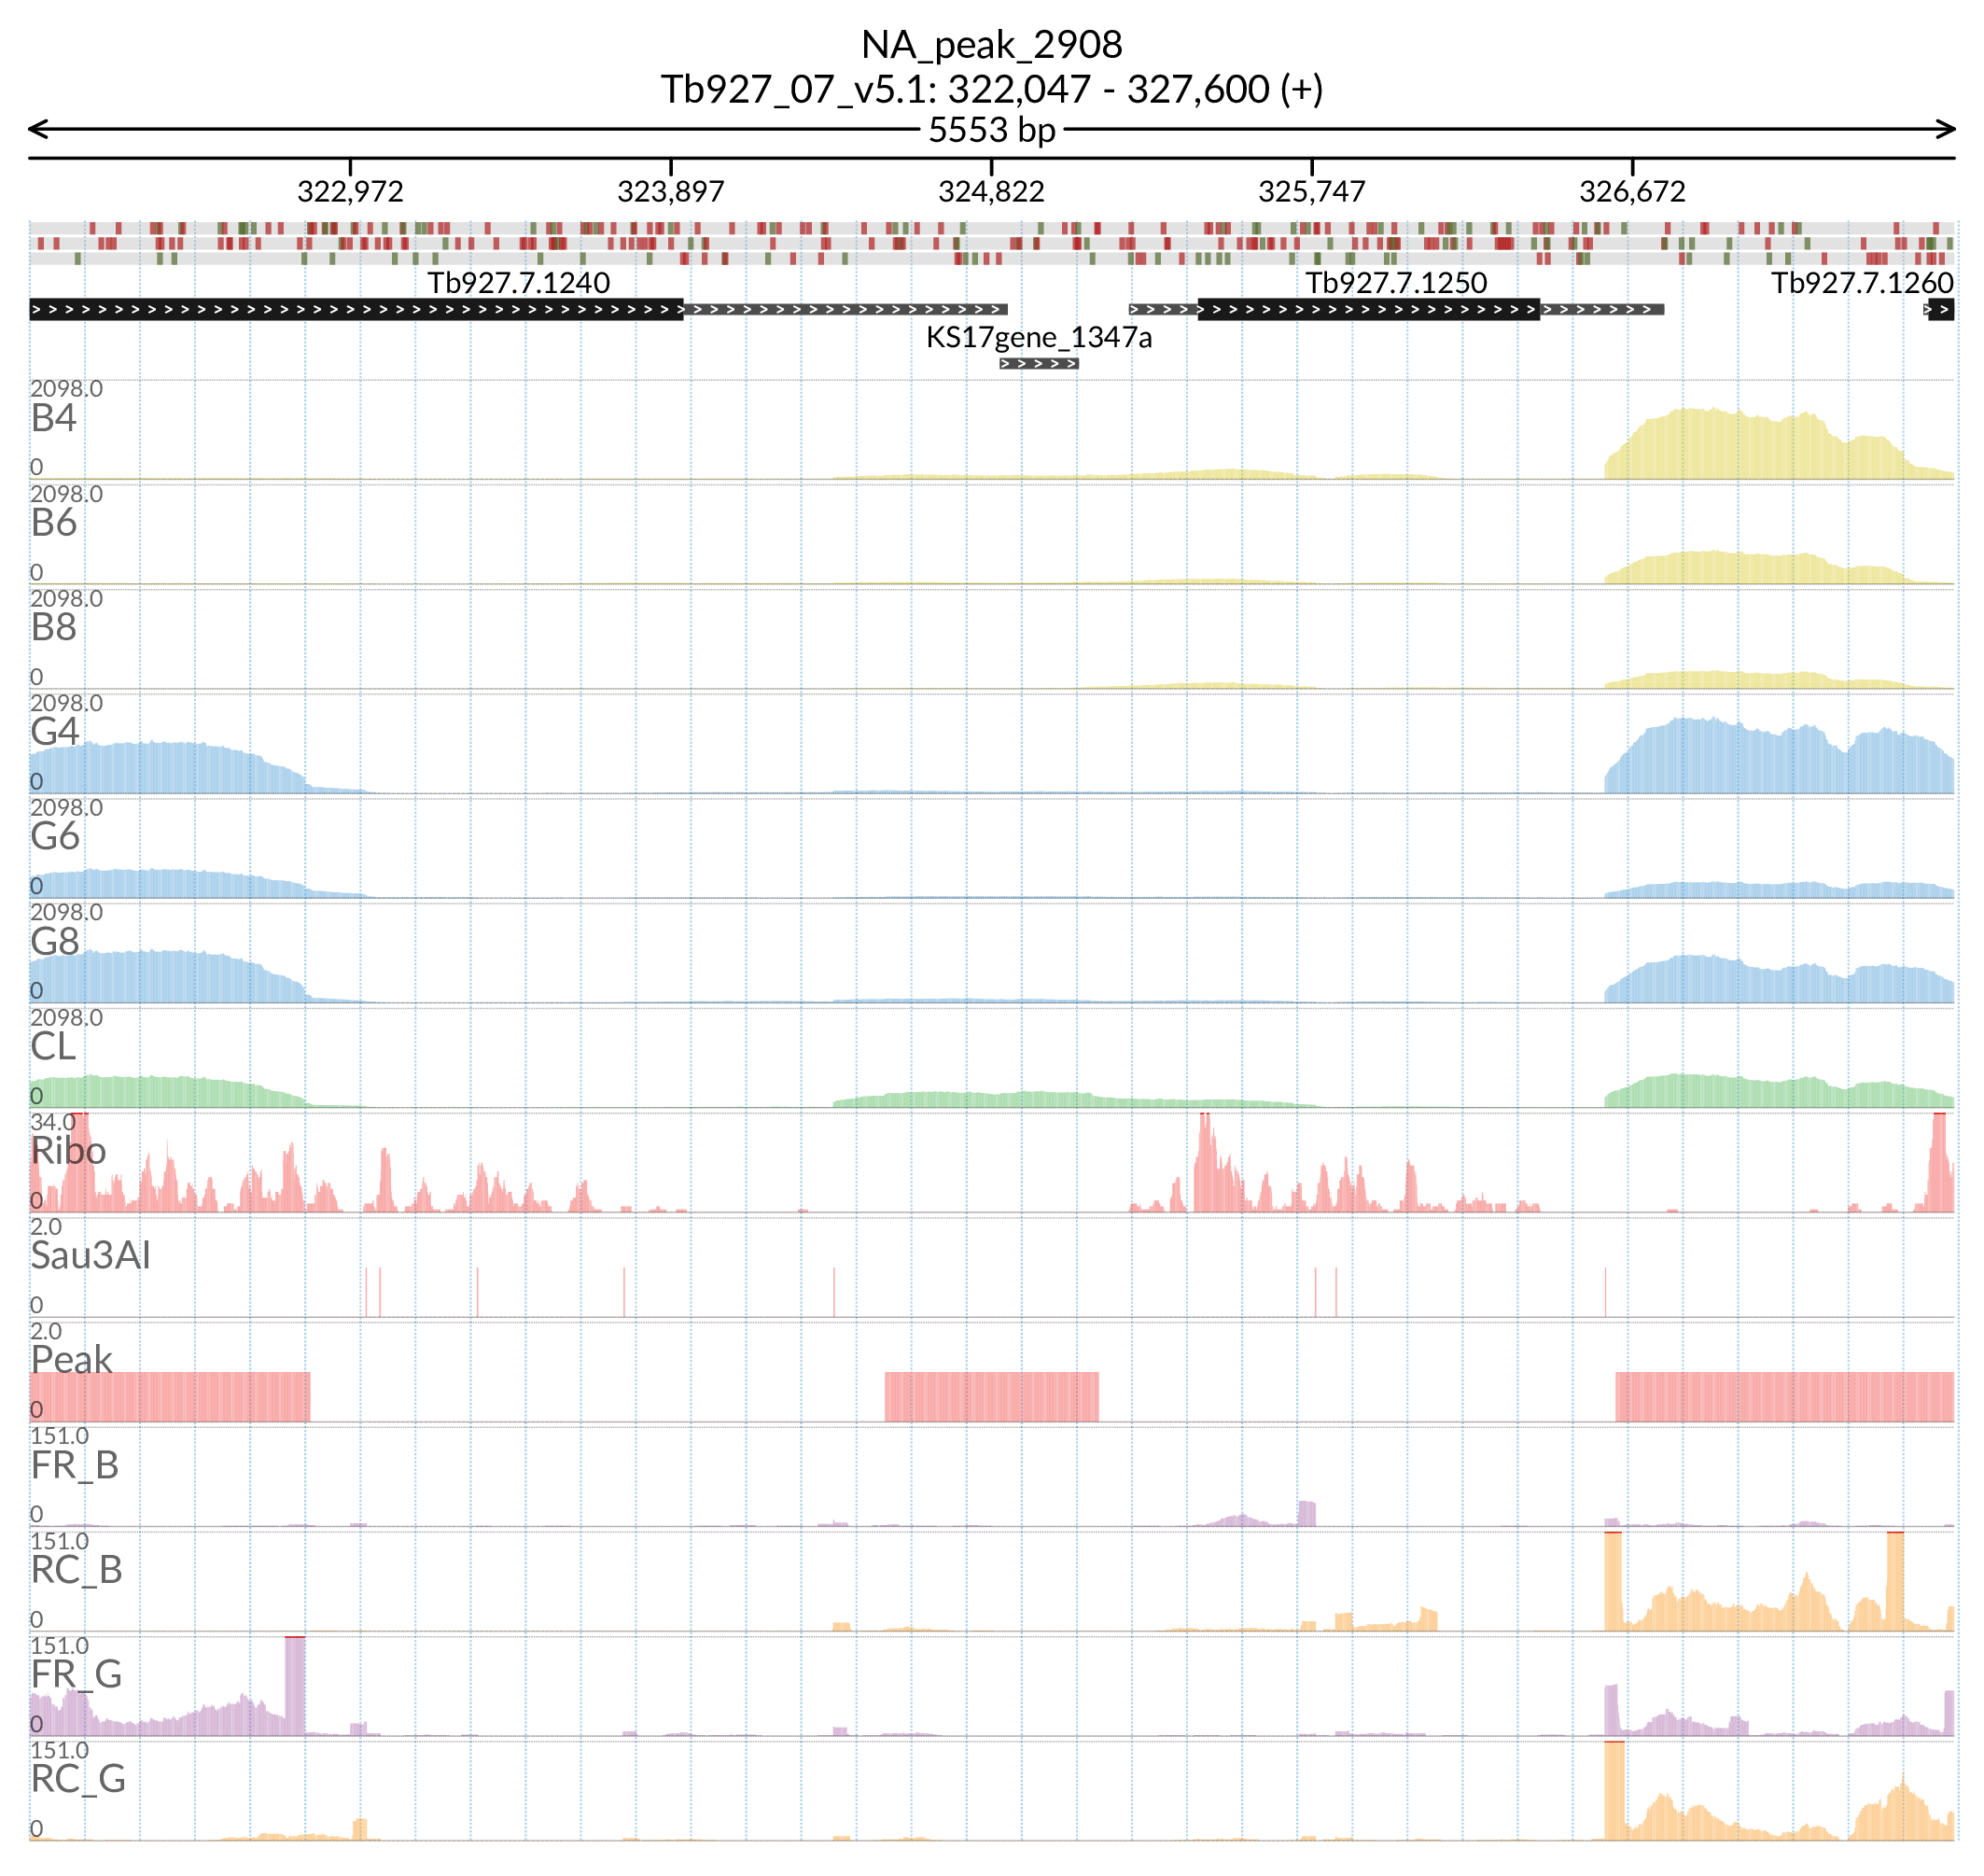 NA_peak_2908
Tb927_07_v5.1: 322,047 - 327,600 (+)
5553 bp
322,972 323,897 324,822 325,747 326,672
Tb927.7.1240 Tb927.7.1250 Tb927.7.1260
KS17gene_1347a
2098.0
B4
0
2098.0
B6
0
2098.0
B8
0
2098.0
G4
0
2098.0
G6
0
2098.0
G8
0
2098.0
CL
0
34.0
Ribo
0
2.0
Sau3AI
0
2.0
Peak
0
151.0
FR_B
0
151.0
RC_B
0
151.0
FR_G
0
151.0
RC_G
0